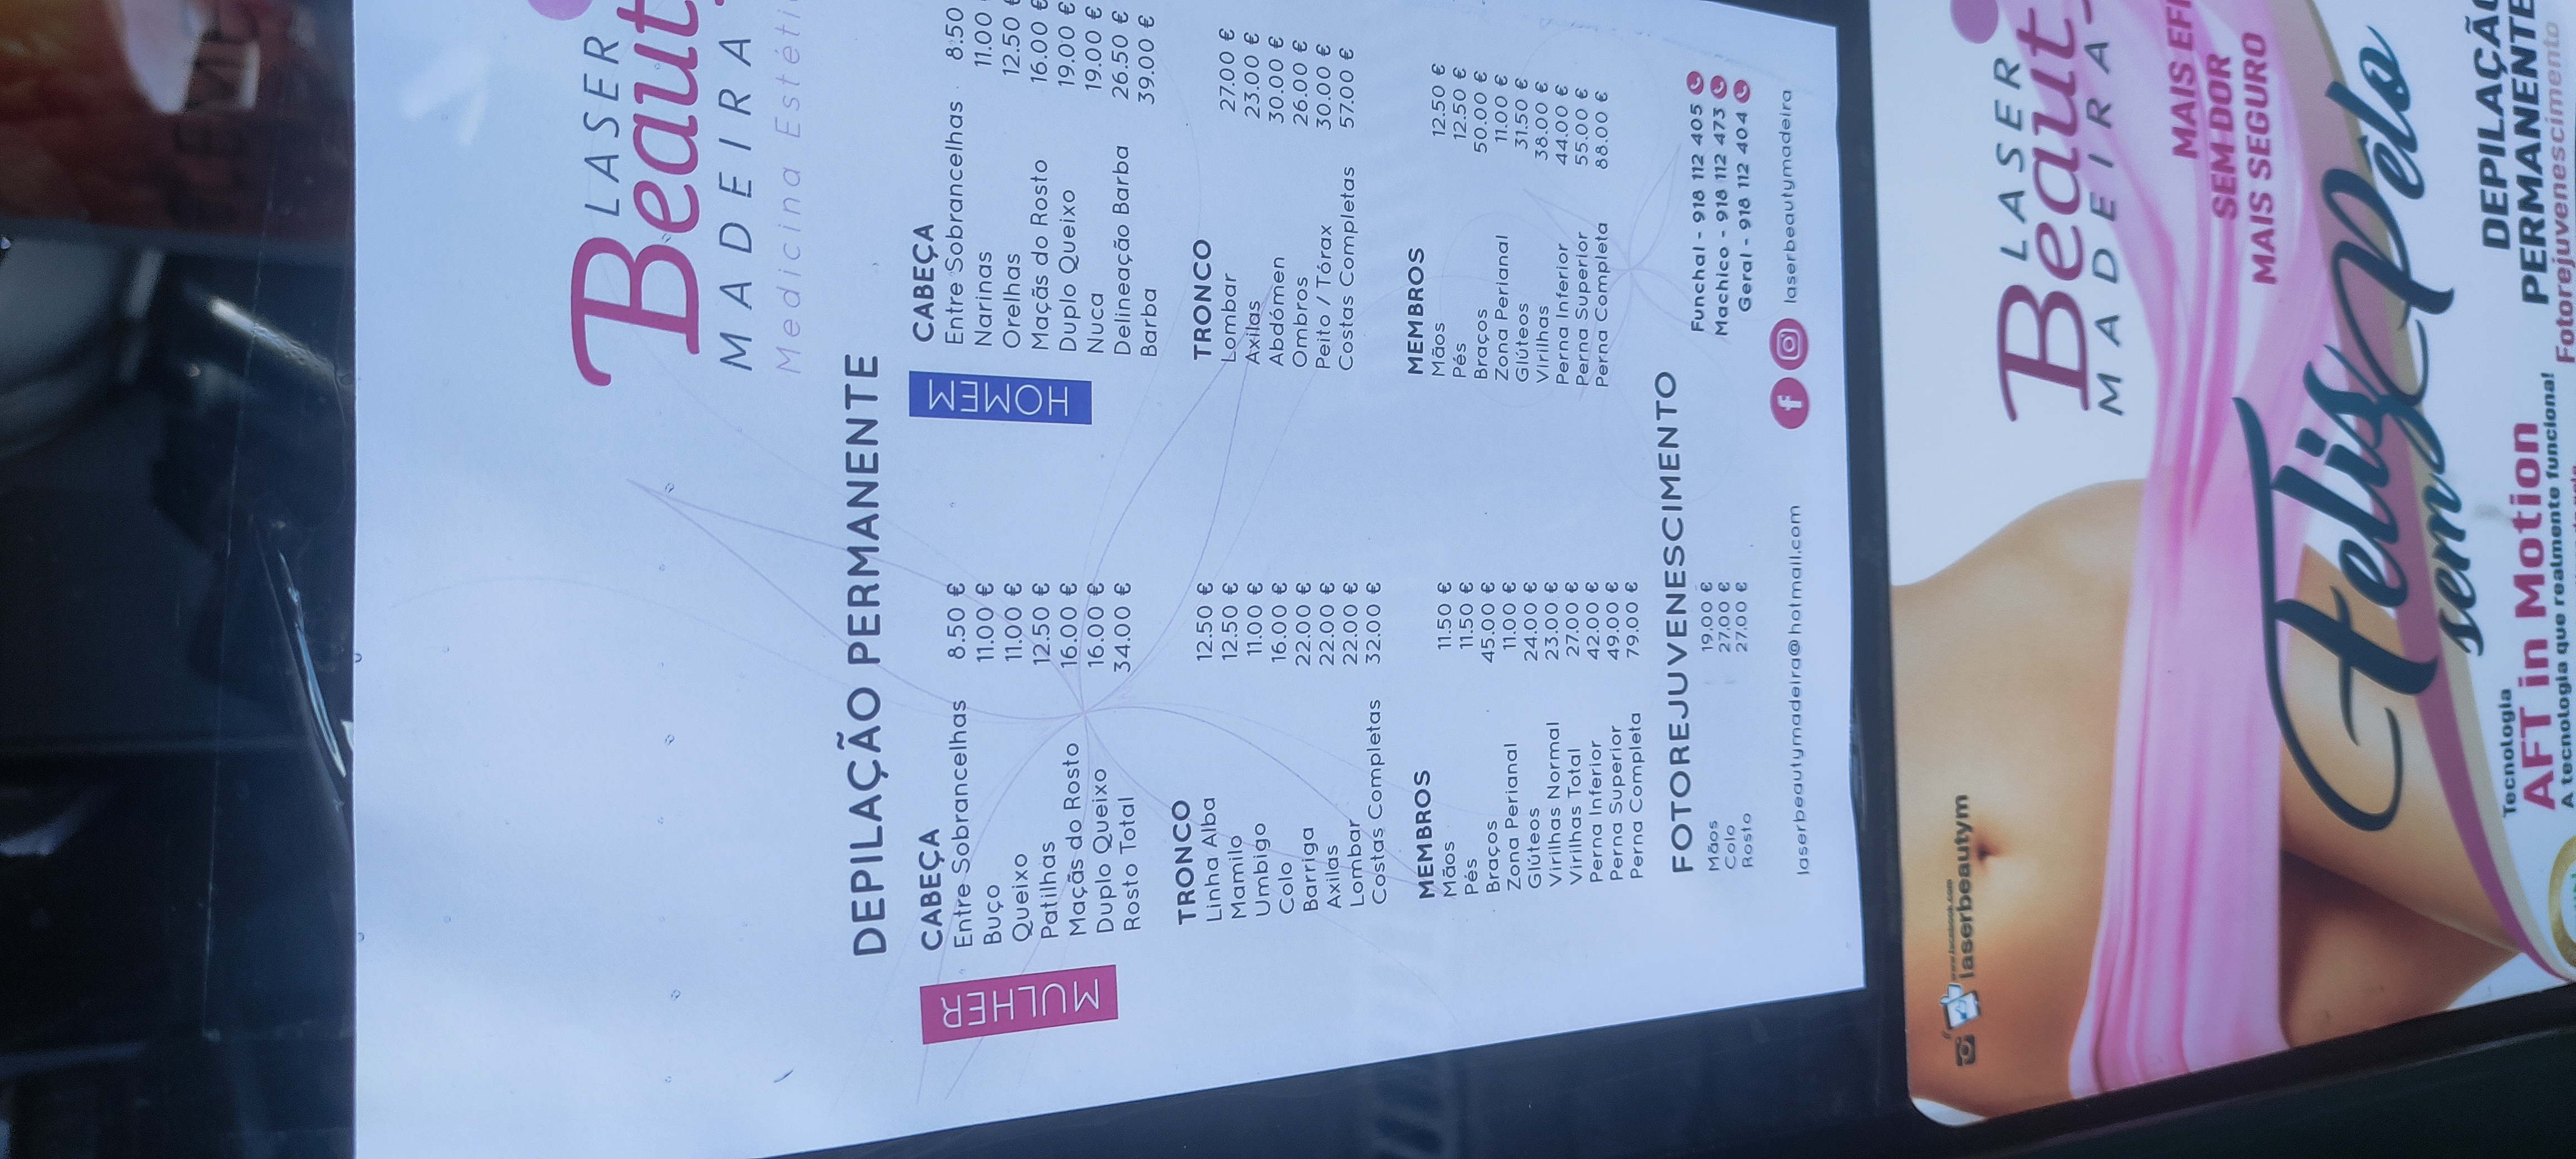 LASER
Beauty
MADEIRA
Medicina Estéti
DEPILAÇÃO PERMANENTE
MULHER
CABEÇA
Entre Sobrancelhas 8.50 €
Buço 11.00 €
Queixo 11.00 €
Patilhas 12.50 €
Maçãs do Rosto 16.00 €
Duplo Queixo 16.00 €
Rosto Total 34.00 €
TRONCO
Linha Alba 12.50 €
Mamilo 12.50 €
Umbigo 11.00 €
Colo 16.00 €
Barriga 22.00 €
Axilas 22.00 €
Lombar 22.00 €
Costas Completas 32.00 €
MEMBROS
Mãos 11.50 €
Pés 11.50 €
Braços 45.00 €
Zona Perianal 11.00 €
Glúteos 24.00 €
Virilhas Normal 23.00 €
Virilhas Total 27.00 €
Perna Inferior 42.00 €
Perna Superior 49.00 €
Perna Completa 79.00 €
HOMEM
CABEÇA
Entre Sobrancelhas 8.50
Narinas 11.00
Orelhas 12.50 €
Maçãs do Rosto 16.00 €
Duplo Queixo 19.00 €
Nuca 19.00 €
Delineação Barba 26.50 €
Barba 39.00 €
TRONCO
Lombar 27.00 €
Axilas 23.00 €
Abdómen 30.00 €
Ombros 26.00 €
Peito / Tórax 30.00 €
Costas Completas 57.00 €
MEMBROS
Mãos 12.50 €
Pés 12.50 €
Braços 50.00 €
Zona Perianal 11.00 €
Glúteos 31.50 €
Virilhas 38.00 €
Perna Inferior 44.00 €
Perna Superior 55.00 €
Perna Completa 88.00 €
FOTOREJUVENESCIMENTO
Mãos 19.00 €
Colo 27.00 €
Rosto 27.00 €
Funchal - 918 112 405
Machico - 918 112 473
Geral - 918 112 404
laserbeautymadeira@hotmail.com
laserbeautymadeira
www.facebook.com
laserbeautym
LASER
Beauty
MADEIRA
MAIS EFI
SEM DOR
MAIS SEGURO
Feliz
sem Pêlo
Tecnologia
AFT in Motion
A tecnologia que realmente funciona!
DEPILAÇÃO
PERMANENTE
Fotorejuvenescimento